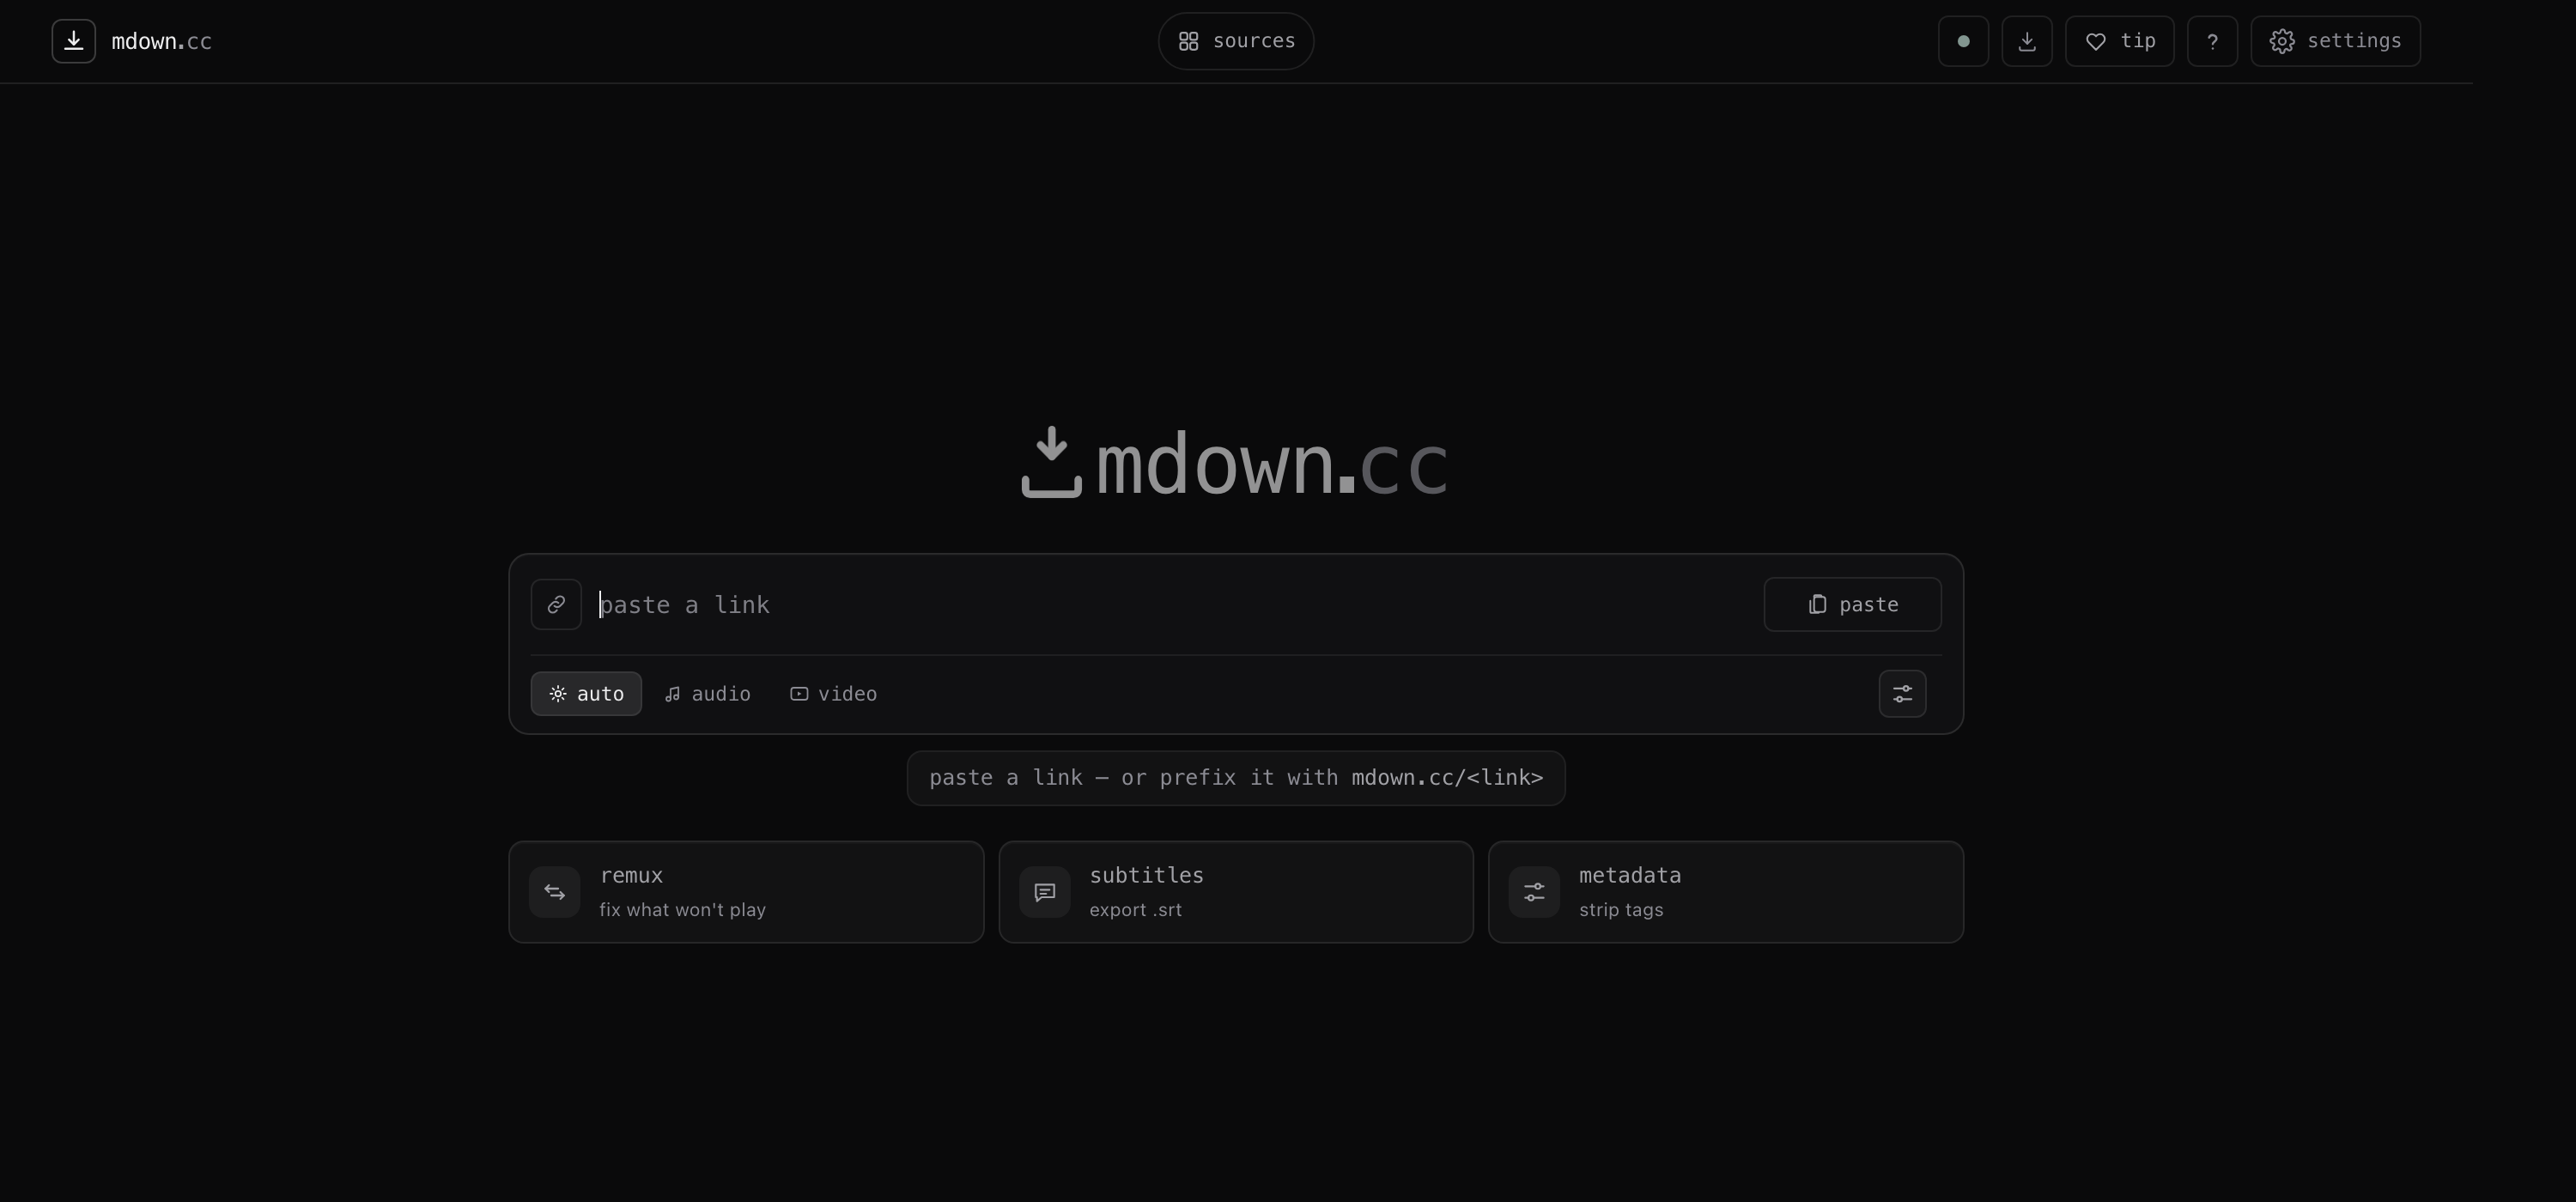 mdown.cc
sources
tip
?
settings
mdown.cc
paste a link
paste
auto
audio
video
paste a link — or prefix it with mdown.cc/<link>
remux
fix what won't play
subtitles
export .srt
metadata
strip tags